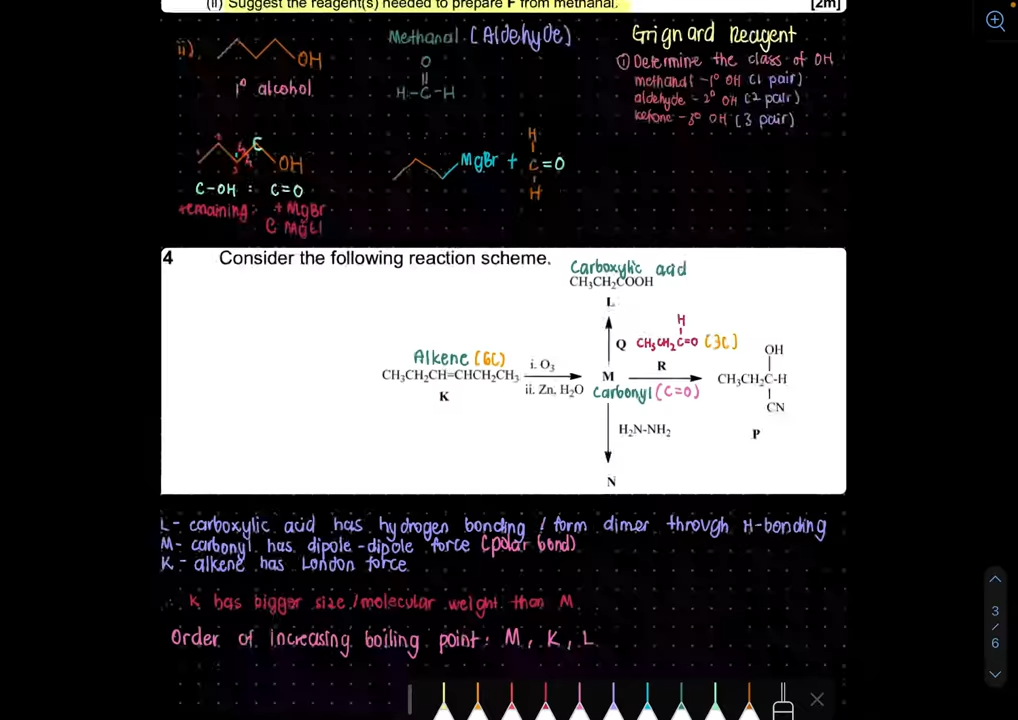 (ii) Suggest the reagent(s) needed to prepare F from methanal.
[2m]
ii).
OH
1° alcohol
Methanal (Aldehyde)
O
H-C-H
Grignard Reagent
① Determine the class of OH
methanal -1° OH (1 pair)
aldehyde - 2° OH (2 pair)
ketone - 3° OH (3 pair)
C
OH
C-OH : C=O
remaining: + MgBr
MgBr +
H
C=O
H
4 Consider the following reaction scheme.
Carboxylic acid
CH₃CH₂COOH
L
Q CH₃CH₂C=O (3C)
H
Alkene (6C)
CH₃CH₂CH=CHCH₂CH₃
K
i. O₃
ii. Zn, H₂O
M
Carbonyl (C=O)
R
OH
CH₃CH₂C-H
CN
P
H₂N-NH₂
N
L - carboxylic acid has hydrogen bonding / form dimer through H-bonding
M - carbonyl has dipole-dipole force (polar bond)
K - alkene has London force
∴ K has bigger size/molecular weight than M.
Order of increasing boiling point: M, K, L
3
/
6